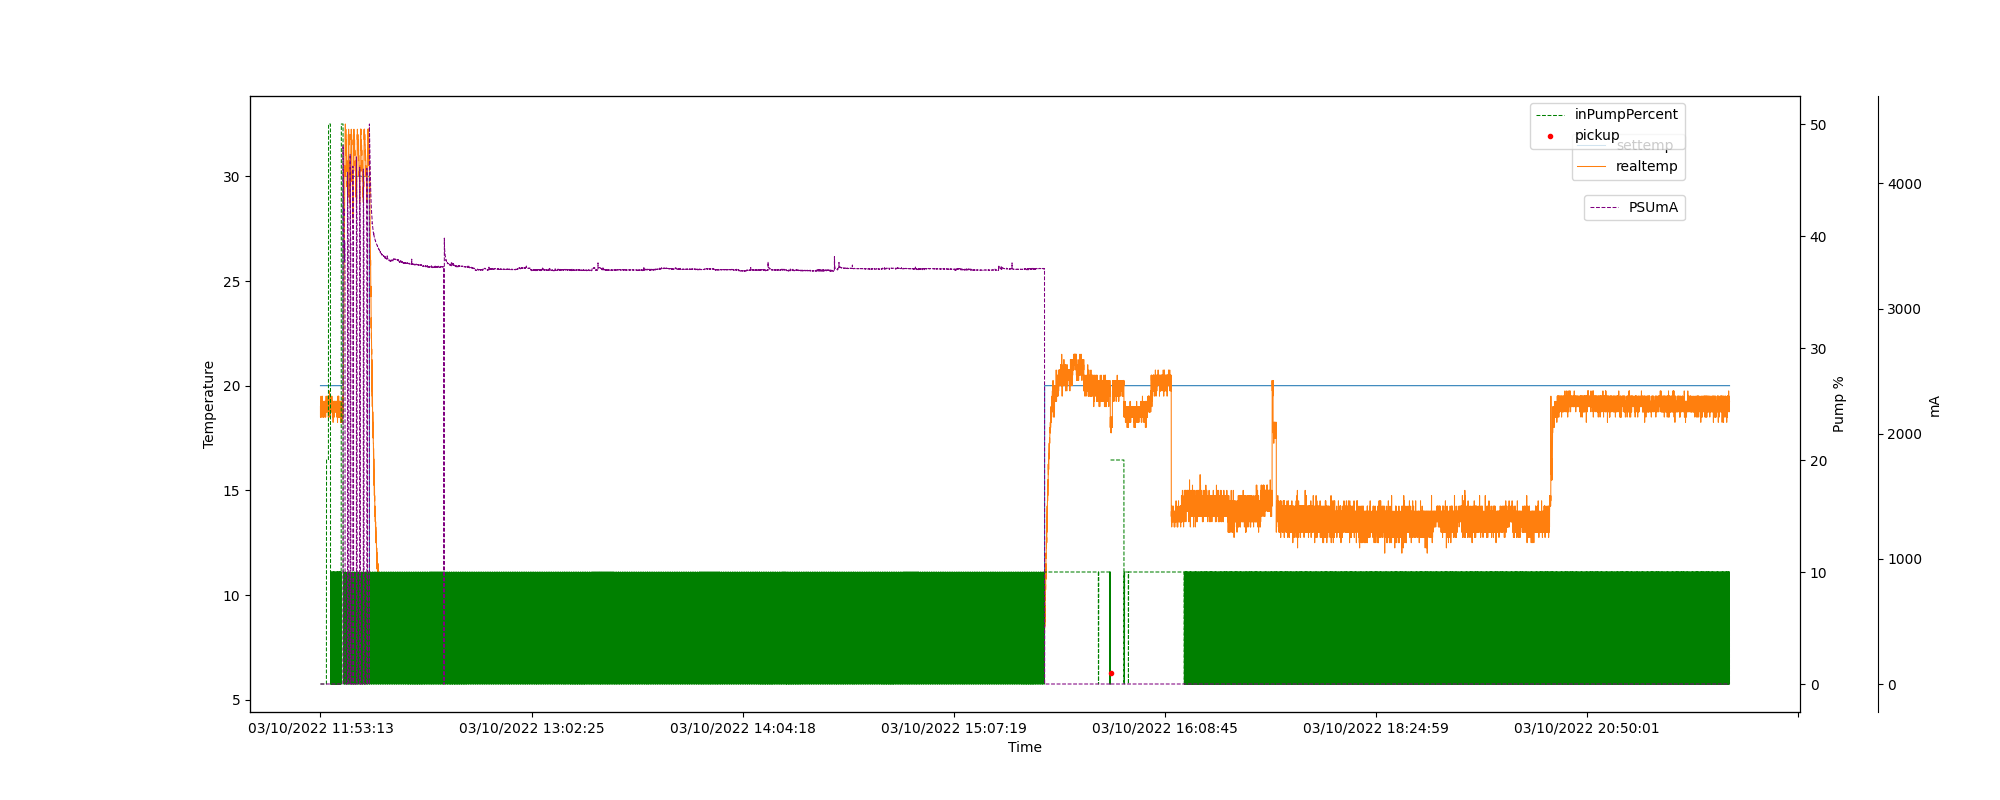 inPumpPercent
pickup
settemp
realtemp
PSUmA
30
25
20
15
10
5
Temperature
50
40
30
20
10
0
Pump %
4000
3000
2000
1000
0
mA
03/10/2022 11:53:13
03/10/2022 13:02:25
03/10/2022 14:04:18
03/10/2022 15:07:19
03/10/2022 16:08:45
03/10/2022 18:24:59
03/10/2022 20:50:01
Time